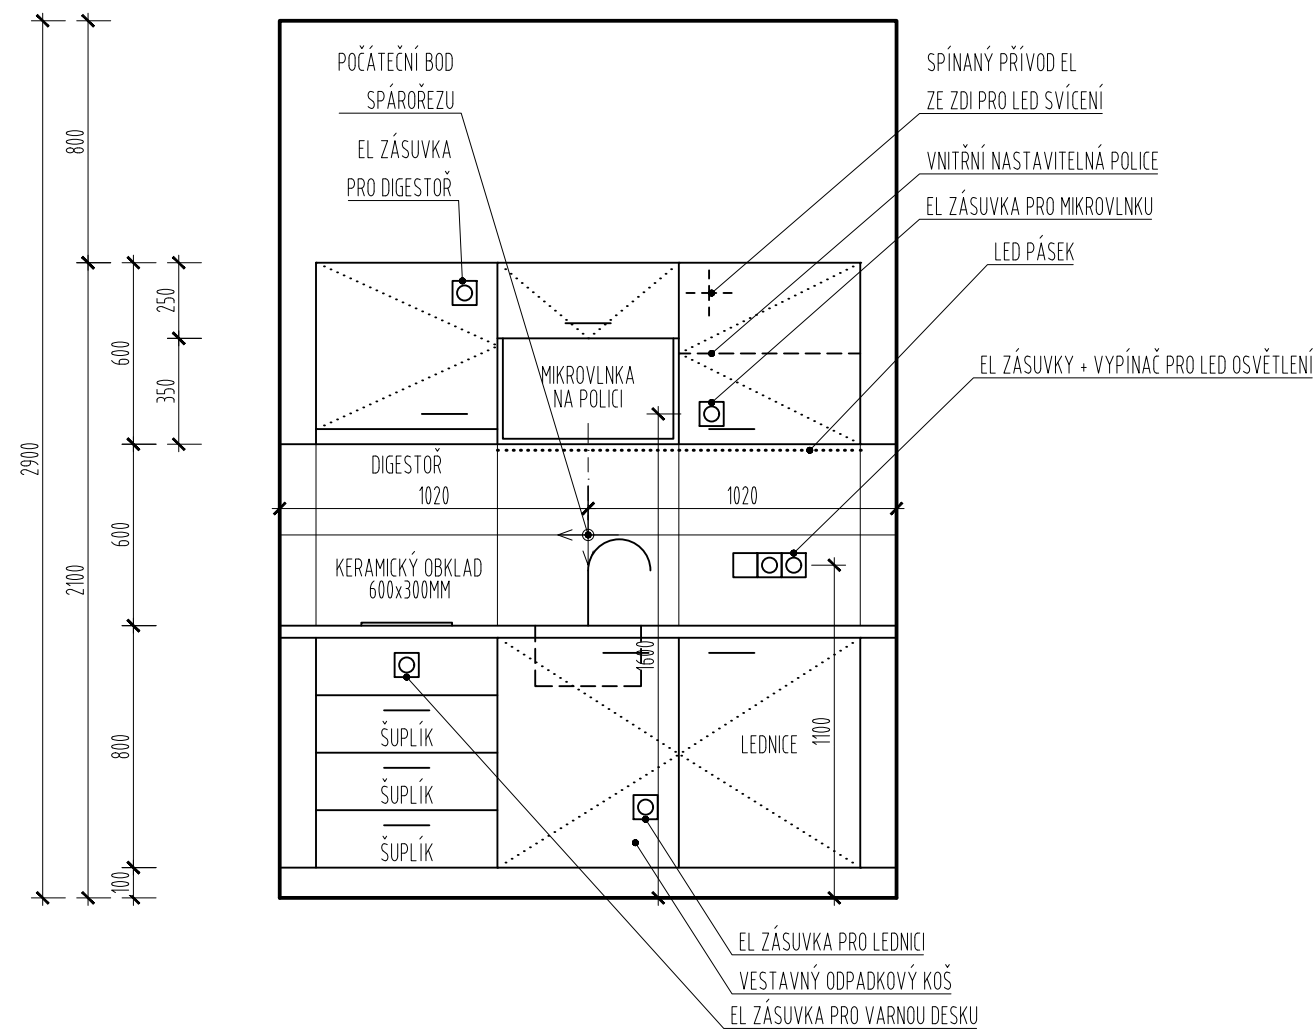 POČÁTEČNÍ BOD
SPÁROŘEZU
EL ZÁSUVKA
PRO DIGESTOŘ
SPÍNANÝ PŘÍVOD EL
ZE ZDI PRO LED SVÍCENÍ
VNITŘNÍ NASTAVITELNÁ POLICE
EL ZÁSUVKA PRO MIKROVLNKU
LED PÁSEK
EL ZÁSUVKY + VYPÍNAČ PRO LED OSVĚTLENÍ
800
250
600
350
2900
2100
600
800
100
MIKROVLNKA
NA POLICI
DIGESTOŘ
1020
1020
KERAMICKÝ OBKLAD
600x300MM
1600
1100
ŠUPLÍK
ŠUPLÍK
ŠUPLÍK
LEDNICE
EL ZÁSUVKA PRO LEDNICI
VESTAVNÝ ODPADKOVÝ KOŠ
EL ZÁSUVKA PRO VARNOU DESKU